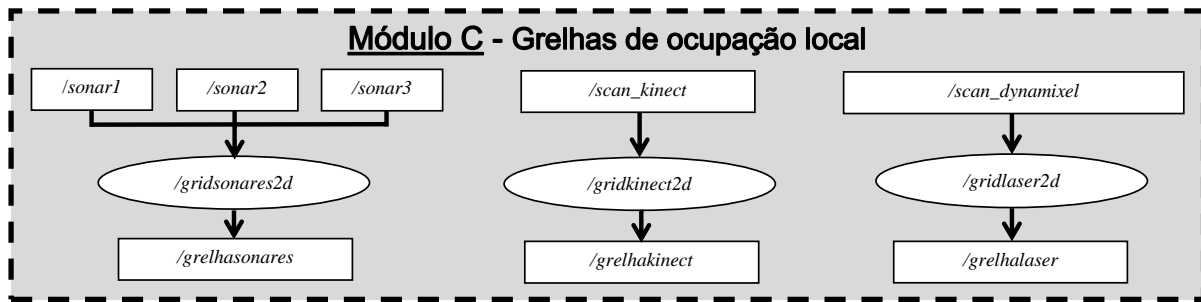 Módulo C - Grelhas de ocupação local
/sonar1 /sonar2 /sonar3 /scan_kinect /scan_dynamixel
/gridsonares2d /gridkinect2d /gridlaser2d
/grelhasonares /grelhakinect /grelhalaser